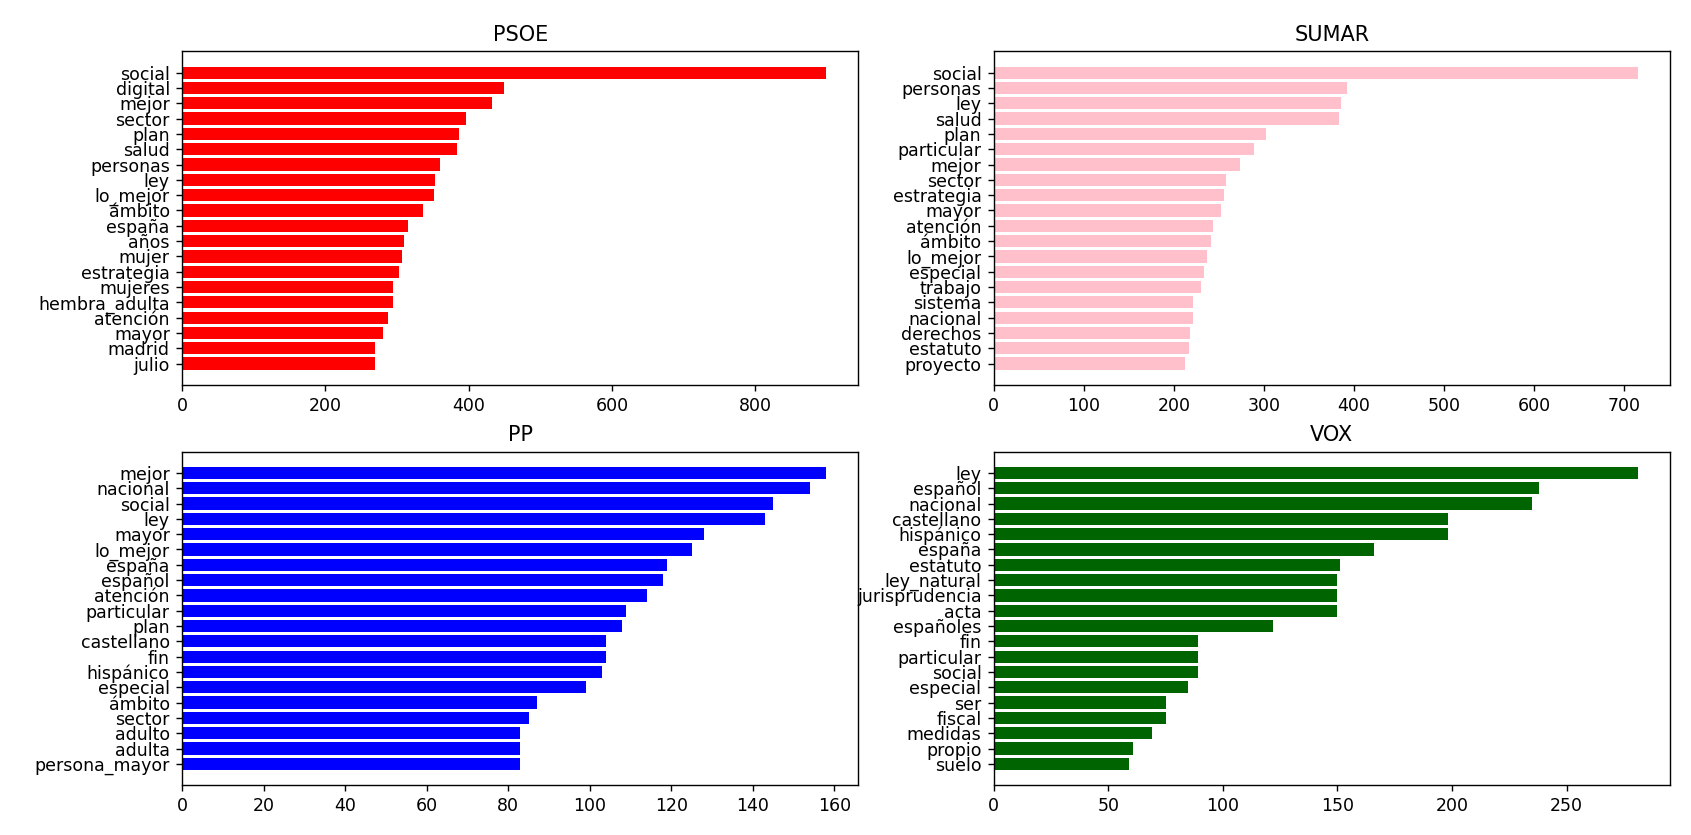 PSOE
social
digital
mejor
sector
plan
salud
personas
ley
lo_mejor
ámbito
españa
años
mujer
estrategia
mujeres
hembra_adulta
atención
mayor
madrid
julio
0 200 400 600 800
SUMAR
social
personas
ley
salud
plan
particular
mejor
sector
estrategia
mayor
atención
ámbito
lo_mejor
especial
trabajo
sistema
nacional
derechos
estatuto
proyecto
0 100 200 300 400 500 600 700
PP
mejor
nacional
social
ley
mayor
lo_mejor
españa
español
atención
particular
plan
castellano
fin
hispánico
especial
ámbito
sector
adulto
adulta
persona_mayor
0 20 40 60 80 100 120 140 160
VOX
ley
español
nacional
castellano
hispánico
españa
estatuto
ley_natural
jurisprudencia
acta
españoles
fin
particular
social
especial
ser
fiscal
medidas
propio
suelo
0 50 100 150 200 250